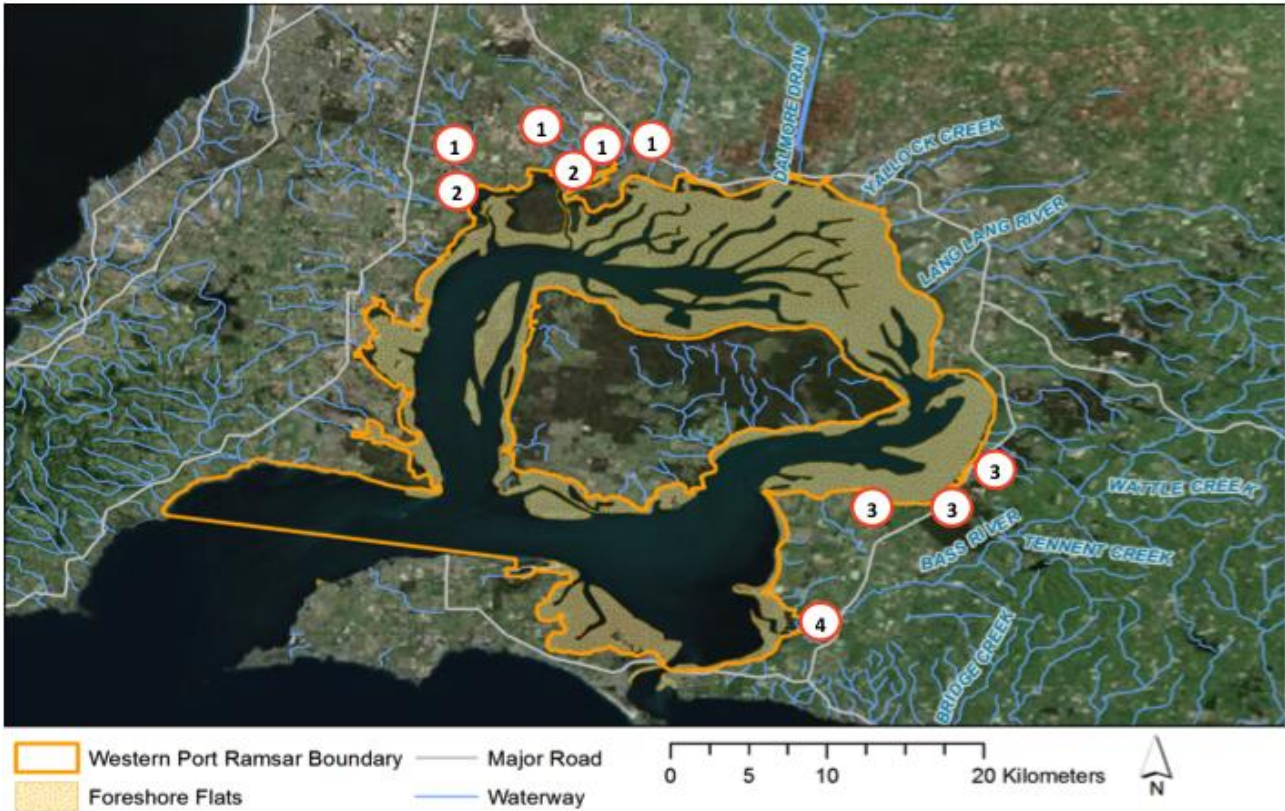 DALMORE DRAIN
YALLOCK CREEK
LANG LANG RIVER
1
1
1
1
2
2
3
3
3
WATTLE CREEK
BASS RIVER
TENNENT CREEK
4
BRIDGE CREEK
Western Port Ramsar Boundary
Major Road
Foreshore Flats
Waterway
0 5 10 20 Kilometers
N